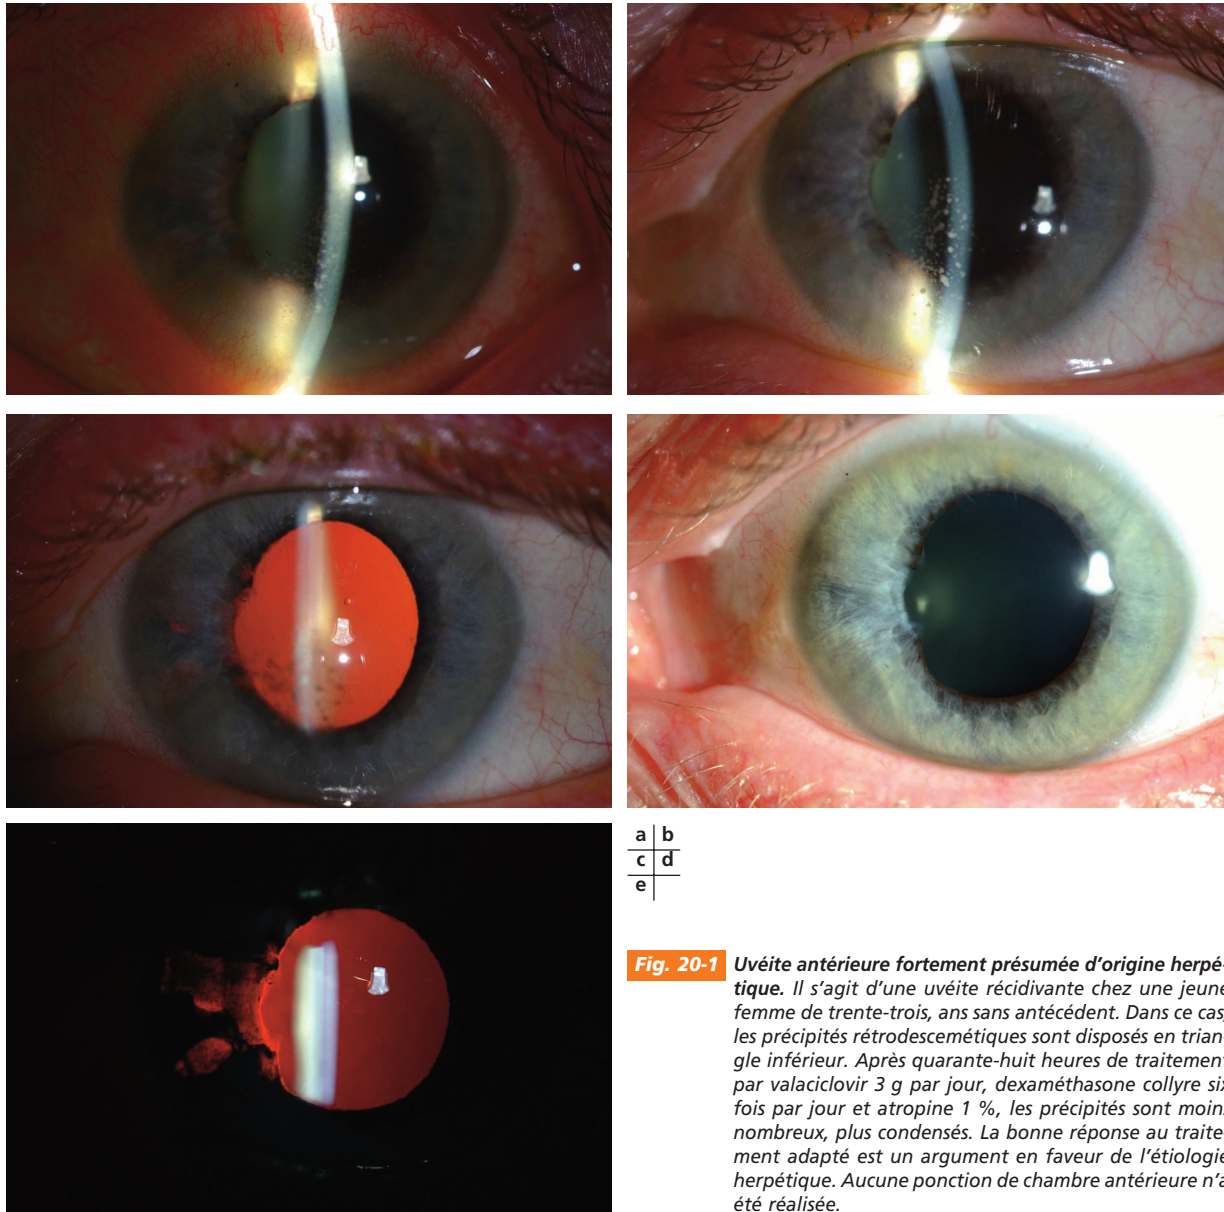 a b
c d
e
Fig. 20-1 Uvéite antérieure fortement présumée d'origine herpé-
tique. Il s'agit d'une uvéite récidivante chez une jeune
femme de trente-trois, ans sans antécédent. Dans ce cas,
les précipités rétrodescemétiques sont disposés en trian-
gle inférieur. Après quarante-huit heures de traitement
par valaciclovir 3 g par jour, dexaméthasone collyre six
fois par jour et atropine 1 %, les précipités sont moins
nombreux, plus condensés. La bonne réponse au traite-
ment adapté est un argument en faveur de l'étiologie
herpétique. Aucune ponction de chambre antérieure n'a
été réalisée.